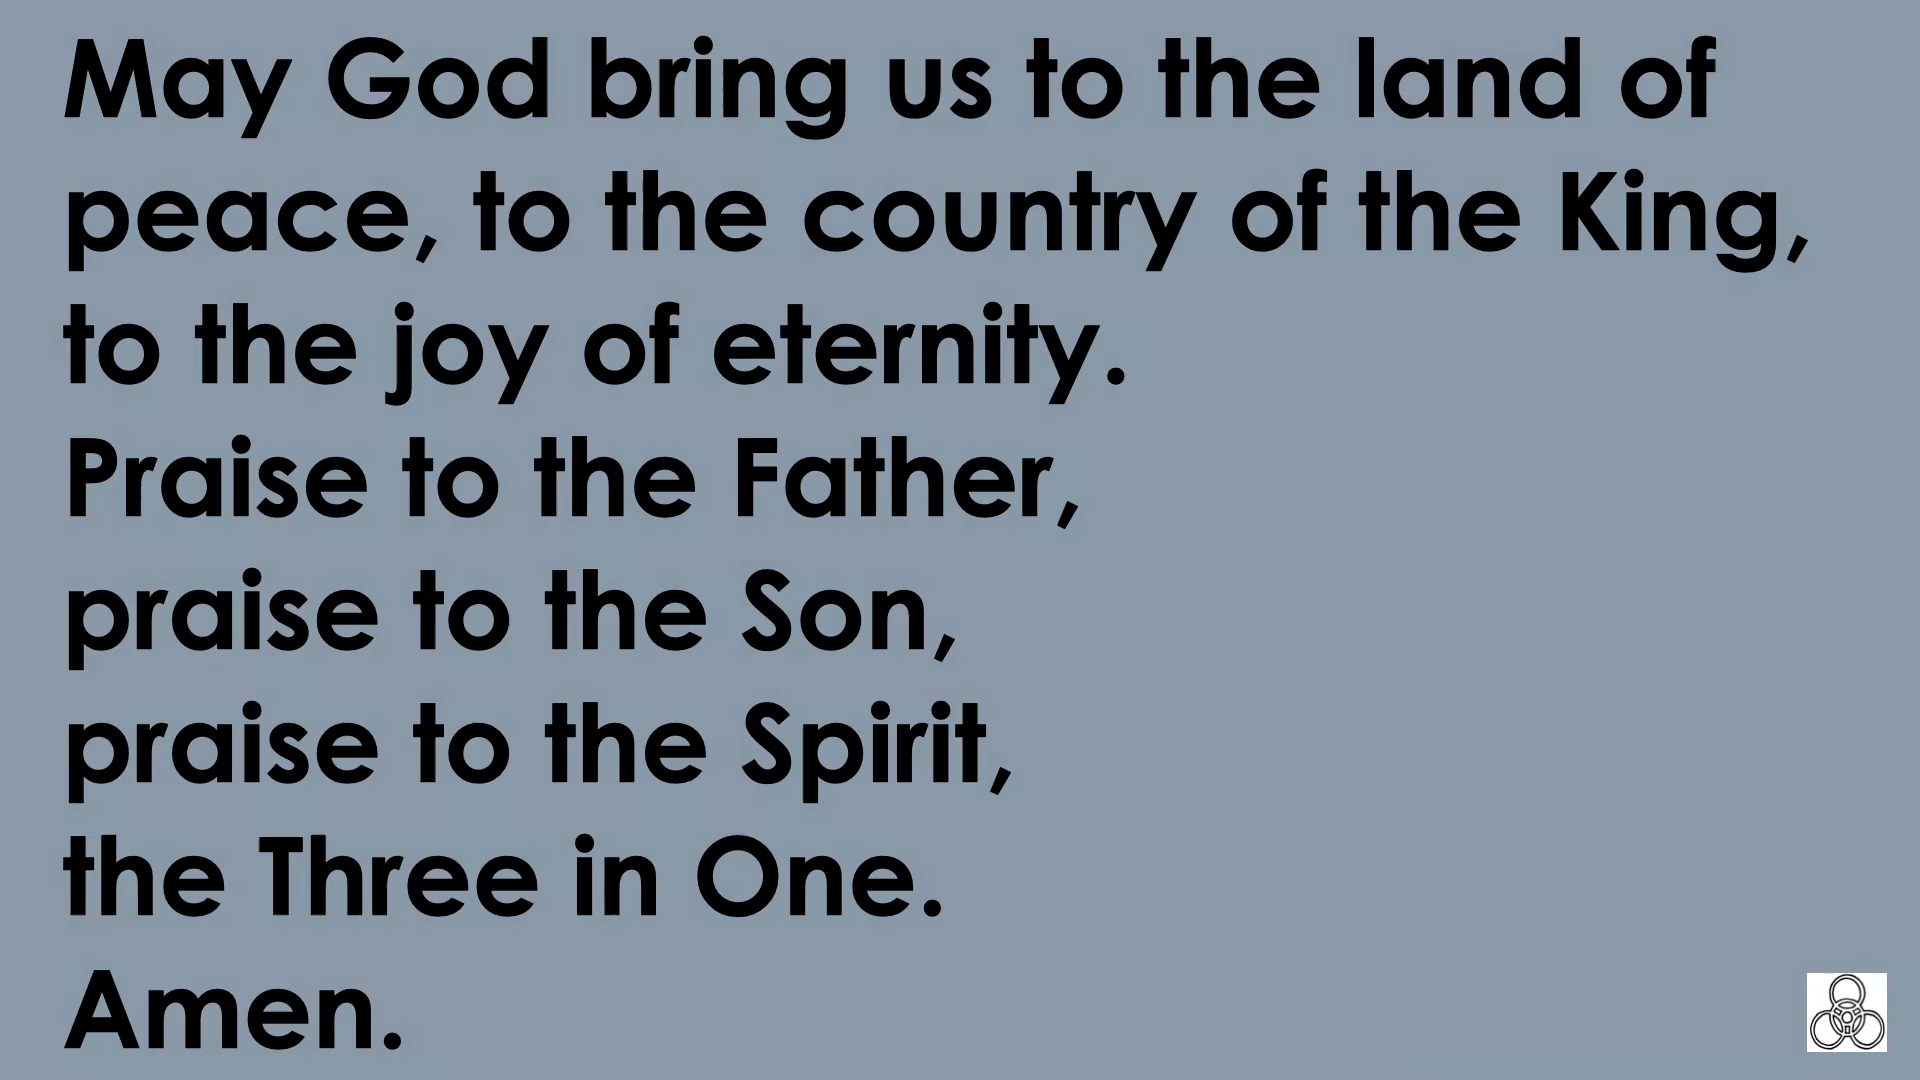 May God bring us to the land of
peace, to the country of the King,
to the joy of eternity.
Praise to the Father,
praise to the Son,
praise to the Spirit,
the Three in One.
Amen.